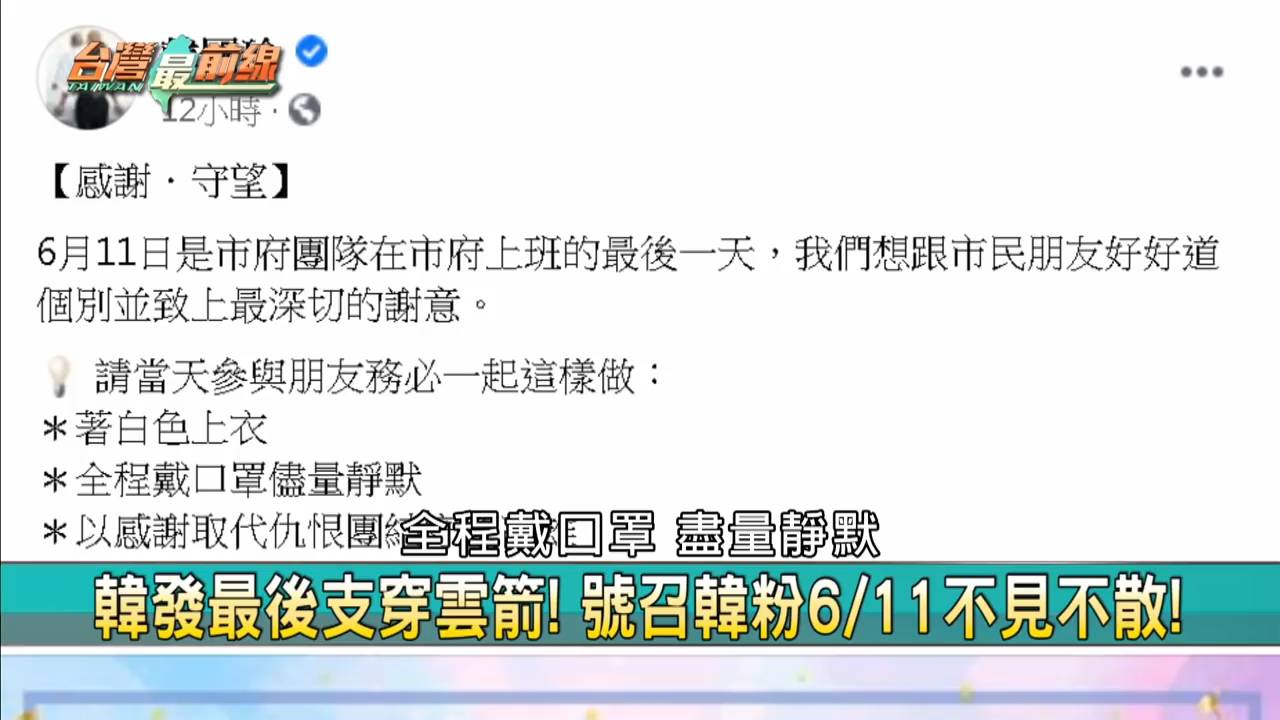 台灣最前線
TAIWAN
12小時·
【感謝·守望】
6月11日是市府團隊在市府上班的最後一天，我們想跟市民朋友好好道
個別並致上最深切的謝意。
請當天參與朋友務必一起這樣做：
＊著白色上衣
＊全程戴口罩儘量靜默
＊以感謝取代仇恨團結
全程戴口罩 盡量靜默
韓發最後支穿雲箭!號召韓粉6/11不見不散!